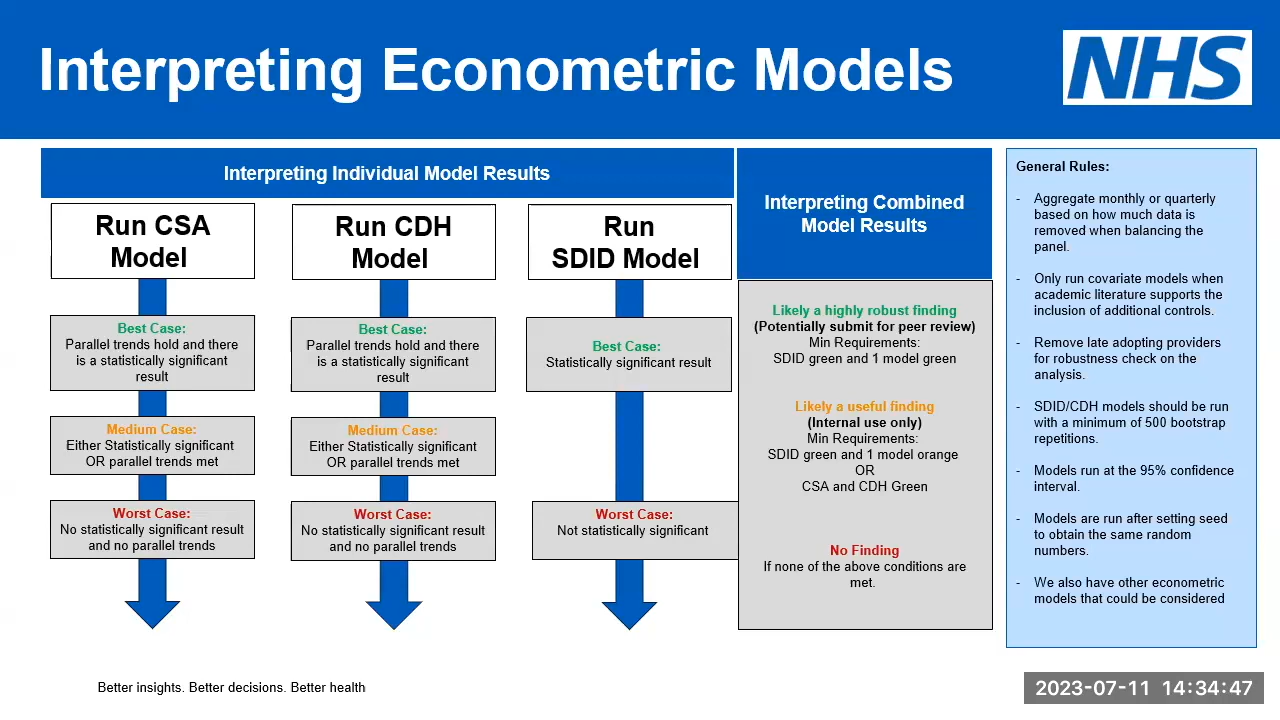 Interpreting Econometric Models
NHS
Interpreting Individual Model Results
Run CSA
Model
Best Case:
Parallel trends hold and there
is a statistically significant
result
Medium Case:
Either Statistically significant
OR parallel trends met
Worst Case:
No statistically significant result
and no parallel trends
Run CDH
Model
Best Case:
Parallel trends hold and there
is a statistically significant
result
Medium Case:
Either Statistically significant
OR parallel trends met
Worst Case:
No statistically significant result
and no parallel trends
Run
SDID Model
Best Case:
Statistically significant result
Worst Case:
Not statistically significant
Interpreting Combined
Model Results
Likely a highly robust finding
(Potentially submit for peer review)
Min Requirements:
SDID green and 1 model green
Likely a useful finding
(Internal use only)
Min Requirements:
SDID green and 1 model orange
OR
CSA and CDH Green
No Finding
If none of the above conditions are
met.
General Rules:
- Aggregate monthly or quarterly
based on how much data is
removed when balancing the
panel.
- Only run covariate models when
academic literature supports the
inclusion of additional controls.
- Remove late adopting providers
for robustness check on the
analysis.
- SDID/CDH models should be run
with a minimum of 500 bootstrap
repetitions.
- Models run at the 95% confidence
interval.
- Models are run after setting seed
to obtain the same random
numbers.
- We also have other econometric
models that could be considered
Better insights. Better decisions. Better health
2023-07-11 14:34:47